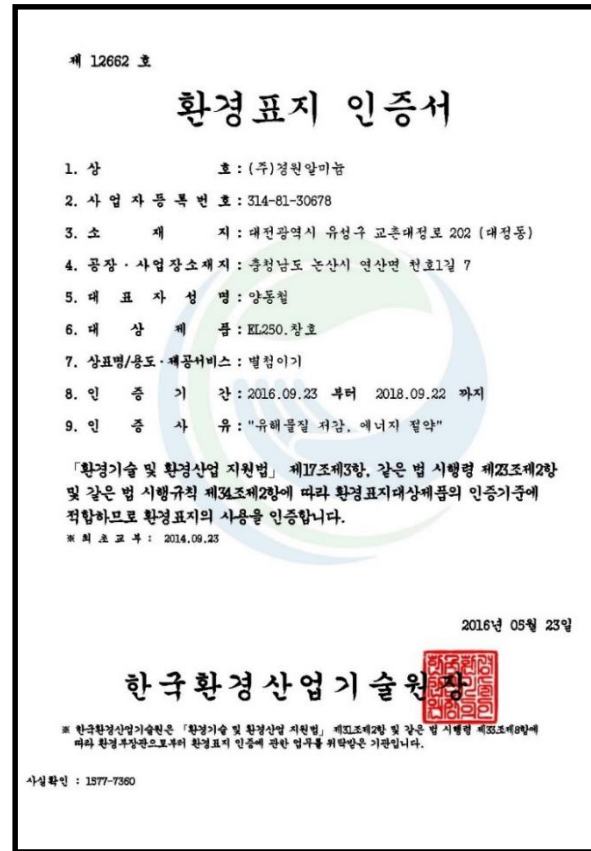 제 12662 호
환경표지 인증서
1. 상 호 : (주)경원알미늄
2. 사 업 자 등 록 번 호 : 314-81-30678
3. 소 재 지 : 대전광역시 유성구 교촌대정로 202 (대정동)
4. 공장 · 사업장소재지 : 충청남도 논산시 연산면 천호1길 7
5. 대 표 자 성 명 : 양동철
6. 대 상 제 품 : EL250.창호
7. 상표명/용도 · 제공서비스 : 별첨이기
8. 인 증 기 간 : 2016.09.23 부터 2018.09.22 까지
9. 인 증 사 유 : "유해물질 저감, 에너지 절약"
「환경기술 및 환경산업 지원법」 제17조제3항, 같은 법 시행령 제23조제2항
및 같은 법 시행규칙 제34조제2항에 따라 환경표지대상제품의 인증기준에
적합하므로 환경표지의 사용을 인증합니다.
※ 최 초 교 부 : 2014.09.23
2016년 05월 23일
한국환경산업기술원장
※ 한국환경산업기술원은 「환경기술 및 환경산업 지원법」 제31조제2항 및 같은 법 시행령 제33조제8항에
따라 환경부장관으로부터 환경표지 인증에 관한 업무를 위탁받은 기관입니다.
사실확인 : 1577-7360